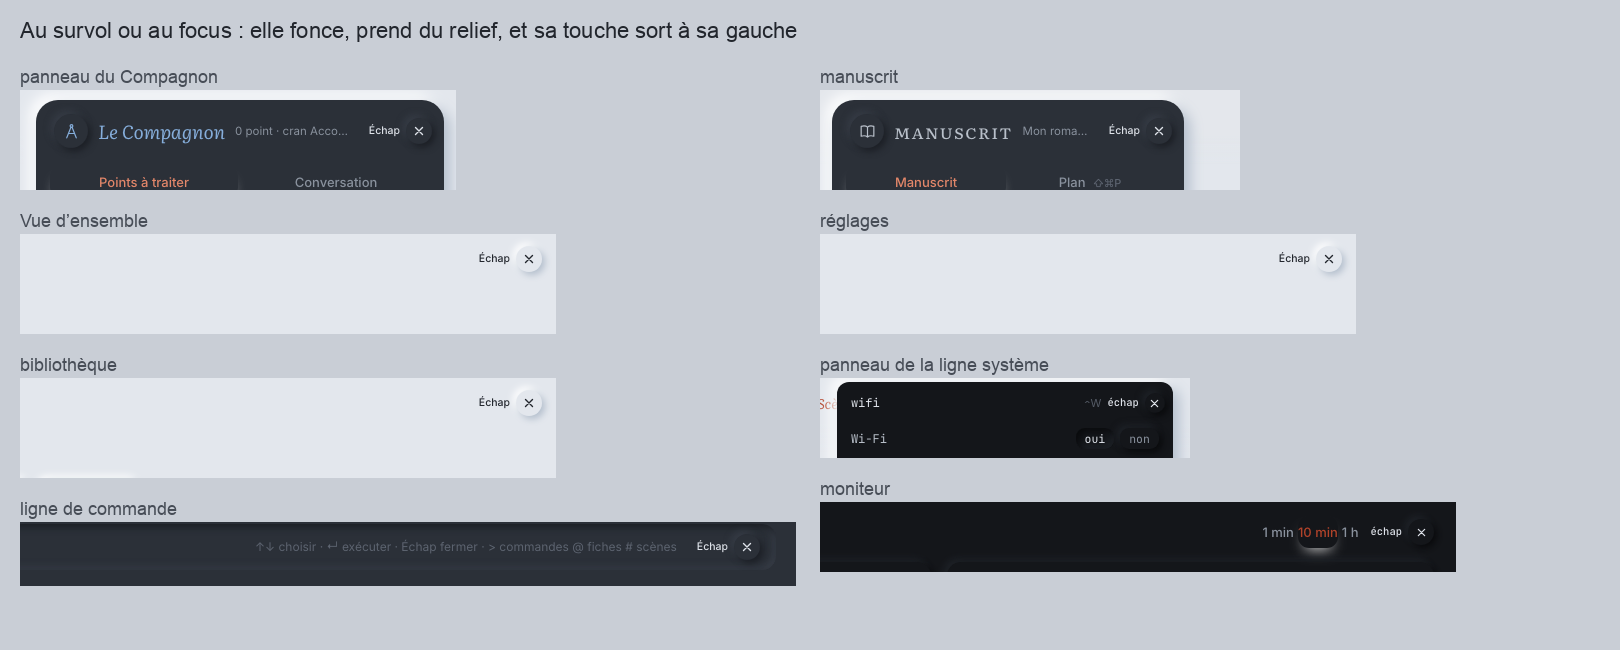 Au survol ou au focus : elle fonce, prend du relief, et sa touche sort à sa gauche
panneau du Compagnon
Le Compagnon 0 point · cran Acco... Échap
Points à traiter Conversation
manuscrit
MANUSCRIT Mon roma... Échap
Manuscrit Plan ⇧⌘P
Vue d'ensemble
Échap
réglages
Échap
bibliothèque
Échap
panneau de la ligne système
Scè
wifi ~W échap
Wi-Fi oui non
ligne de commande
↑↓ choisir · ↵ exécuter · Échap fermer · > commandes @ fiches # scènes Échap
moniteur
1 min 10 min 1 h échap